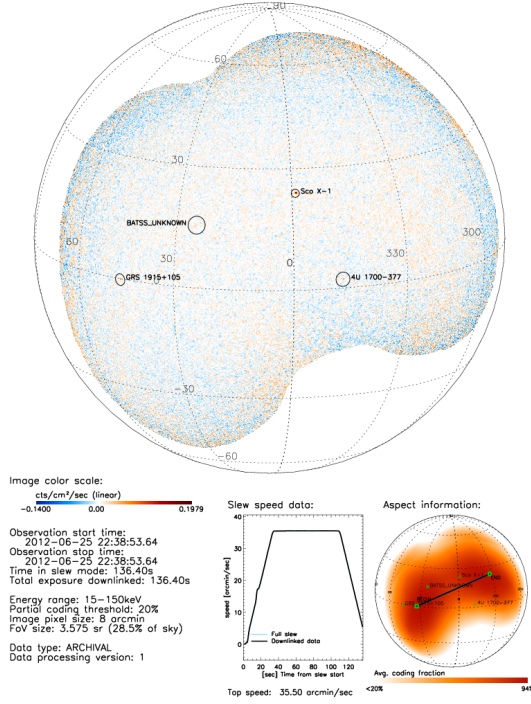 90
60
60
30
Sco X-1
BATSS_UNKNOWN
300
60
330
30
0
GRS 1915+105
4U 1700-377
-30
-60
Image color scale:
cts/cm²/sec (linear)
-0.1400 0.00 0.1979
Observation start time:
2012-06-25 22:38:53.64
Observation stop time:
2012-06-25 22:38:53.64
Time in slew mode: 136.40s
Total exposure downlinked: 136.40s
Energy range: 15-150keV
Partial coding threshold: 20%
Image pixel size: 8 arcmin
FoV size: 3.575 sr (28.5% of sky)
Data type: ARCHIVAL
Data processing version: 1
Slew speed data:
speed [arcmin/sec]
40
30
20
10
0
Full slew
Downlinked data
0 50 100
[sec] Time from slew start
Top speed: 35.50 arcmin/sec
Aspect information:
Sco X-1
BATSS_UNKNOWN
4U 1700-377
Avg. coding fraction
<20%